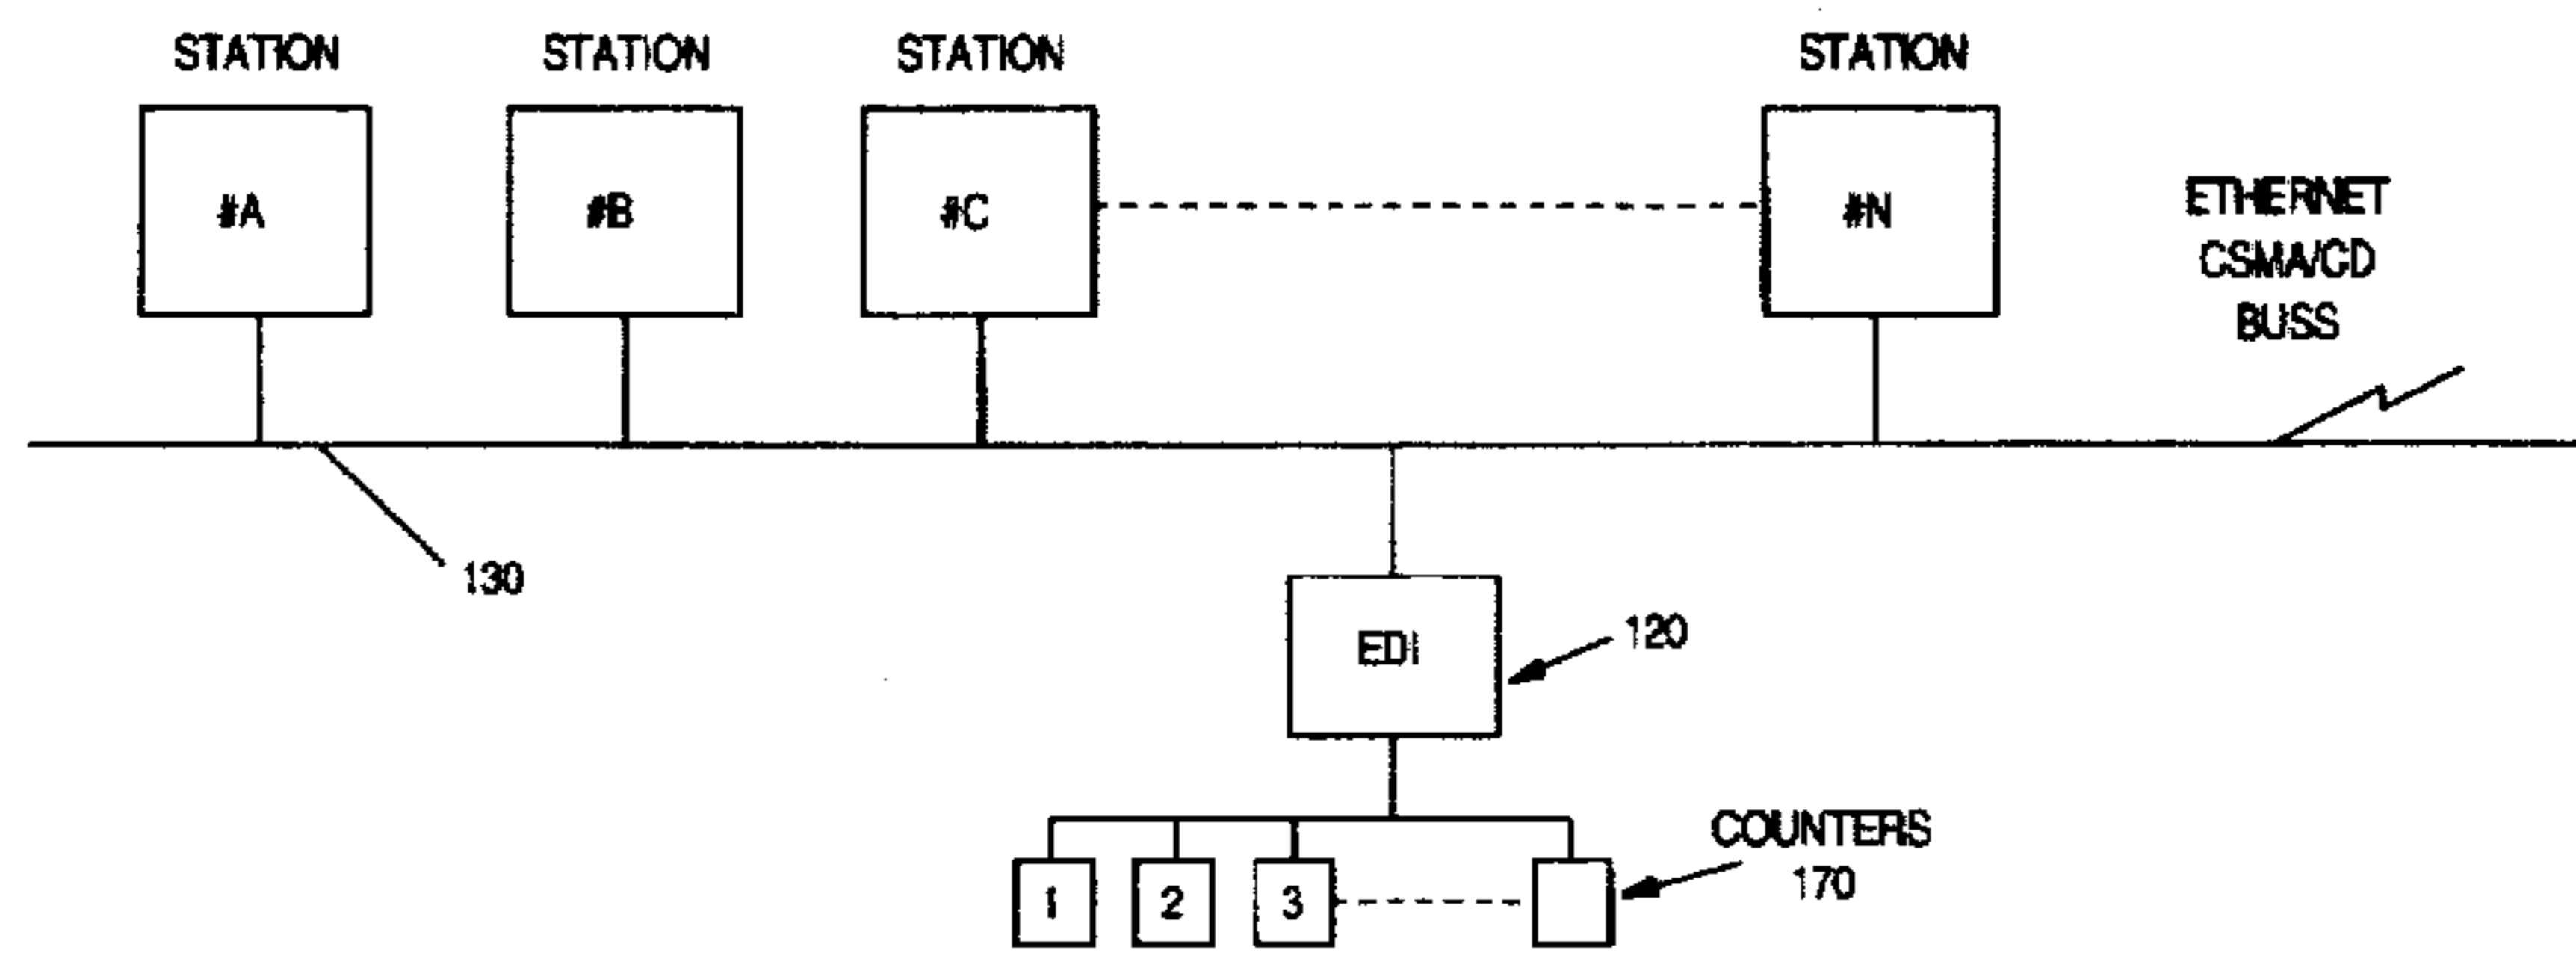 STATION STATION STATION STATION
#A #B #C #N
ETHERNET
CSMA/CD
BUSS
130
EDI
120
COUNTERS
170
1 2 3